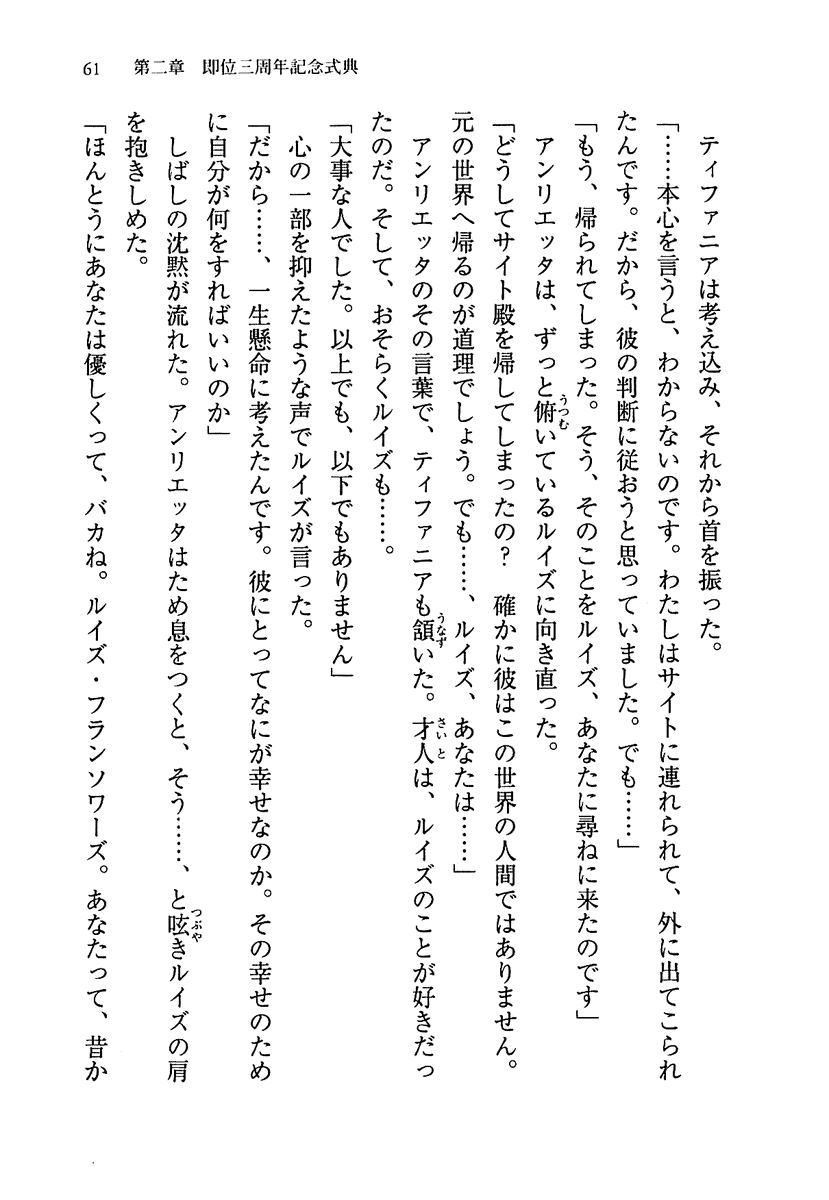 61　第二章　即位三周年記念式典
　ティファニアは考え込み、それから首を振った。
「……本心を言うと、わからないのです。わたしはサイトに連れられて、外に出てこられ
たんです。だから、彼の判断に従おうと思っていました。でも……」
「もう、帰られてしまった。そう、そのことをルイズ、あなたに尋ねに来たのです」
　アンリエッタは、ずっと俯いているルイズに向き直った。
「どうしてサイト殿を帰してしまったの？　確かに彼はこの世界の人間ではありません。
元の世界へ帰るのが道理でしょう。でも……、ルイズ、あなたは……」
　アンリエッタのその言葉で、ティファニアも頷いた。才人は、ルイズのことが好きだっ
たのだ。そして、おそらくルイズも……。
「大事な人でした。以上でも、以下でもありません」
　心の一部を抑えたような声でルイズが言った。
「だから……、一生懸命に考えたんです。彼にとってなにが幸せなのか。その幸せのため
に自分が何をすればいいのか」
　しばしの沈黙が流れた。アンリエッタはため息をつくと、そう……、と呟きルイズの肩
を抱きしめた。
「ほんとうにあなたは優しくって、バカね。ルイズ・フランソワーズ。あなたって、昔か